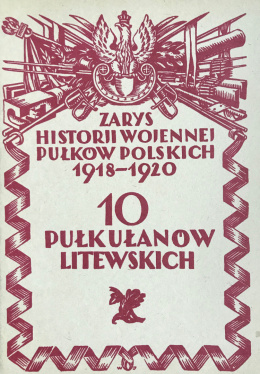 ZARYS
HISTORJI WOJENNEJ
PUŁKÓW POLSKICH
1918-1920
10
PUŁK UŁANÓW
LITEWSKICH